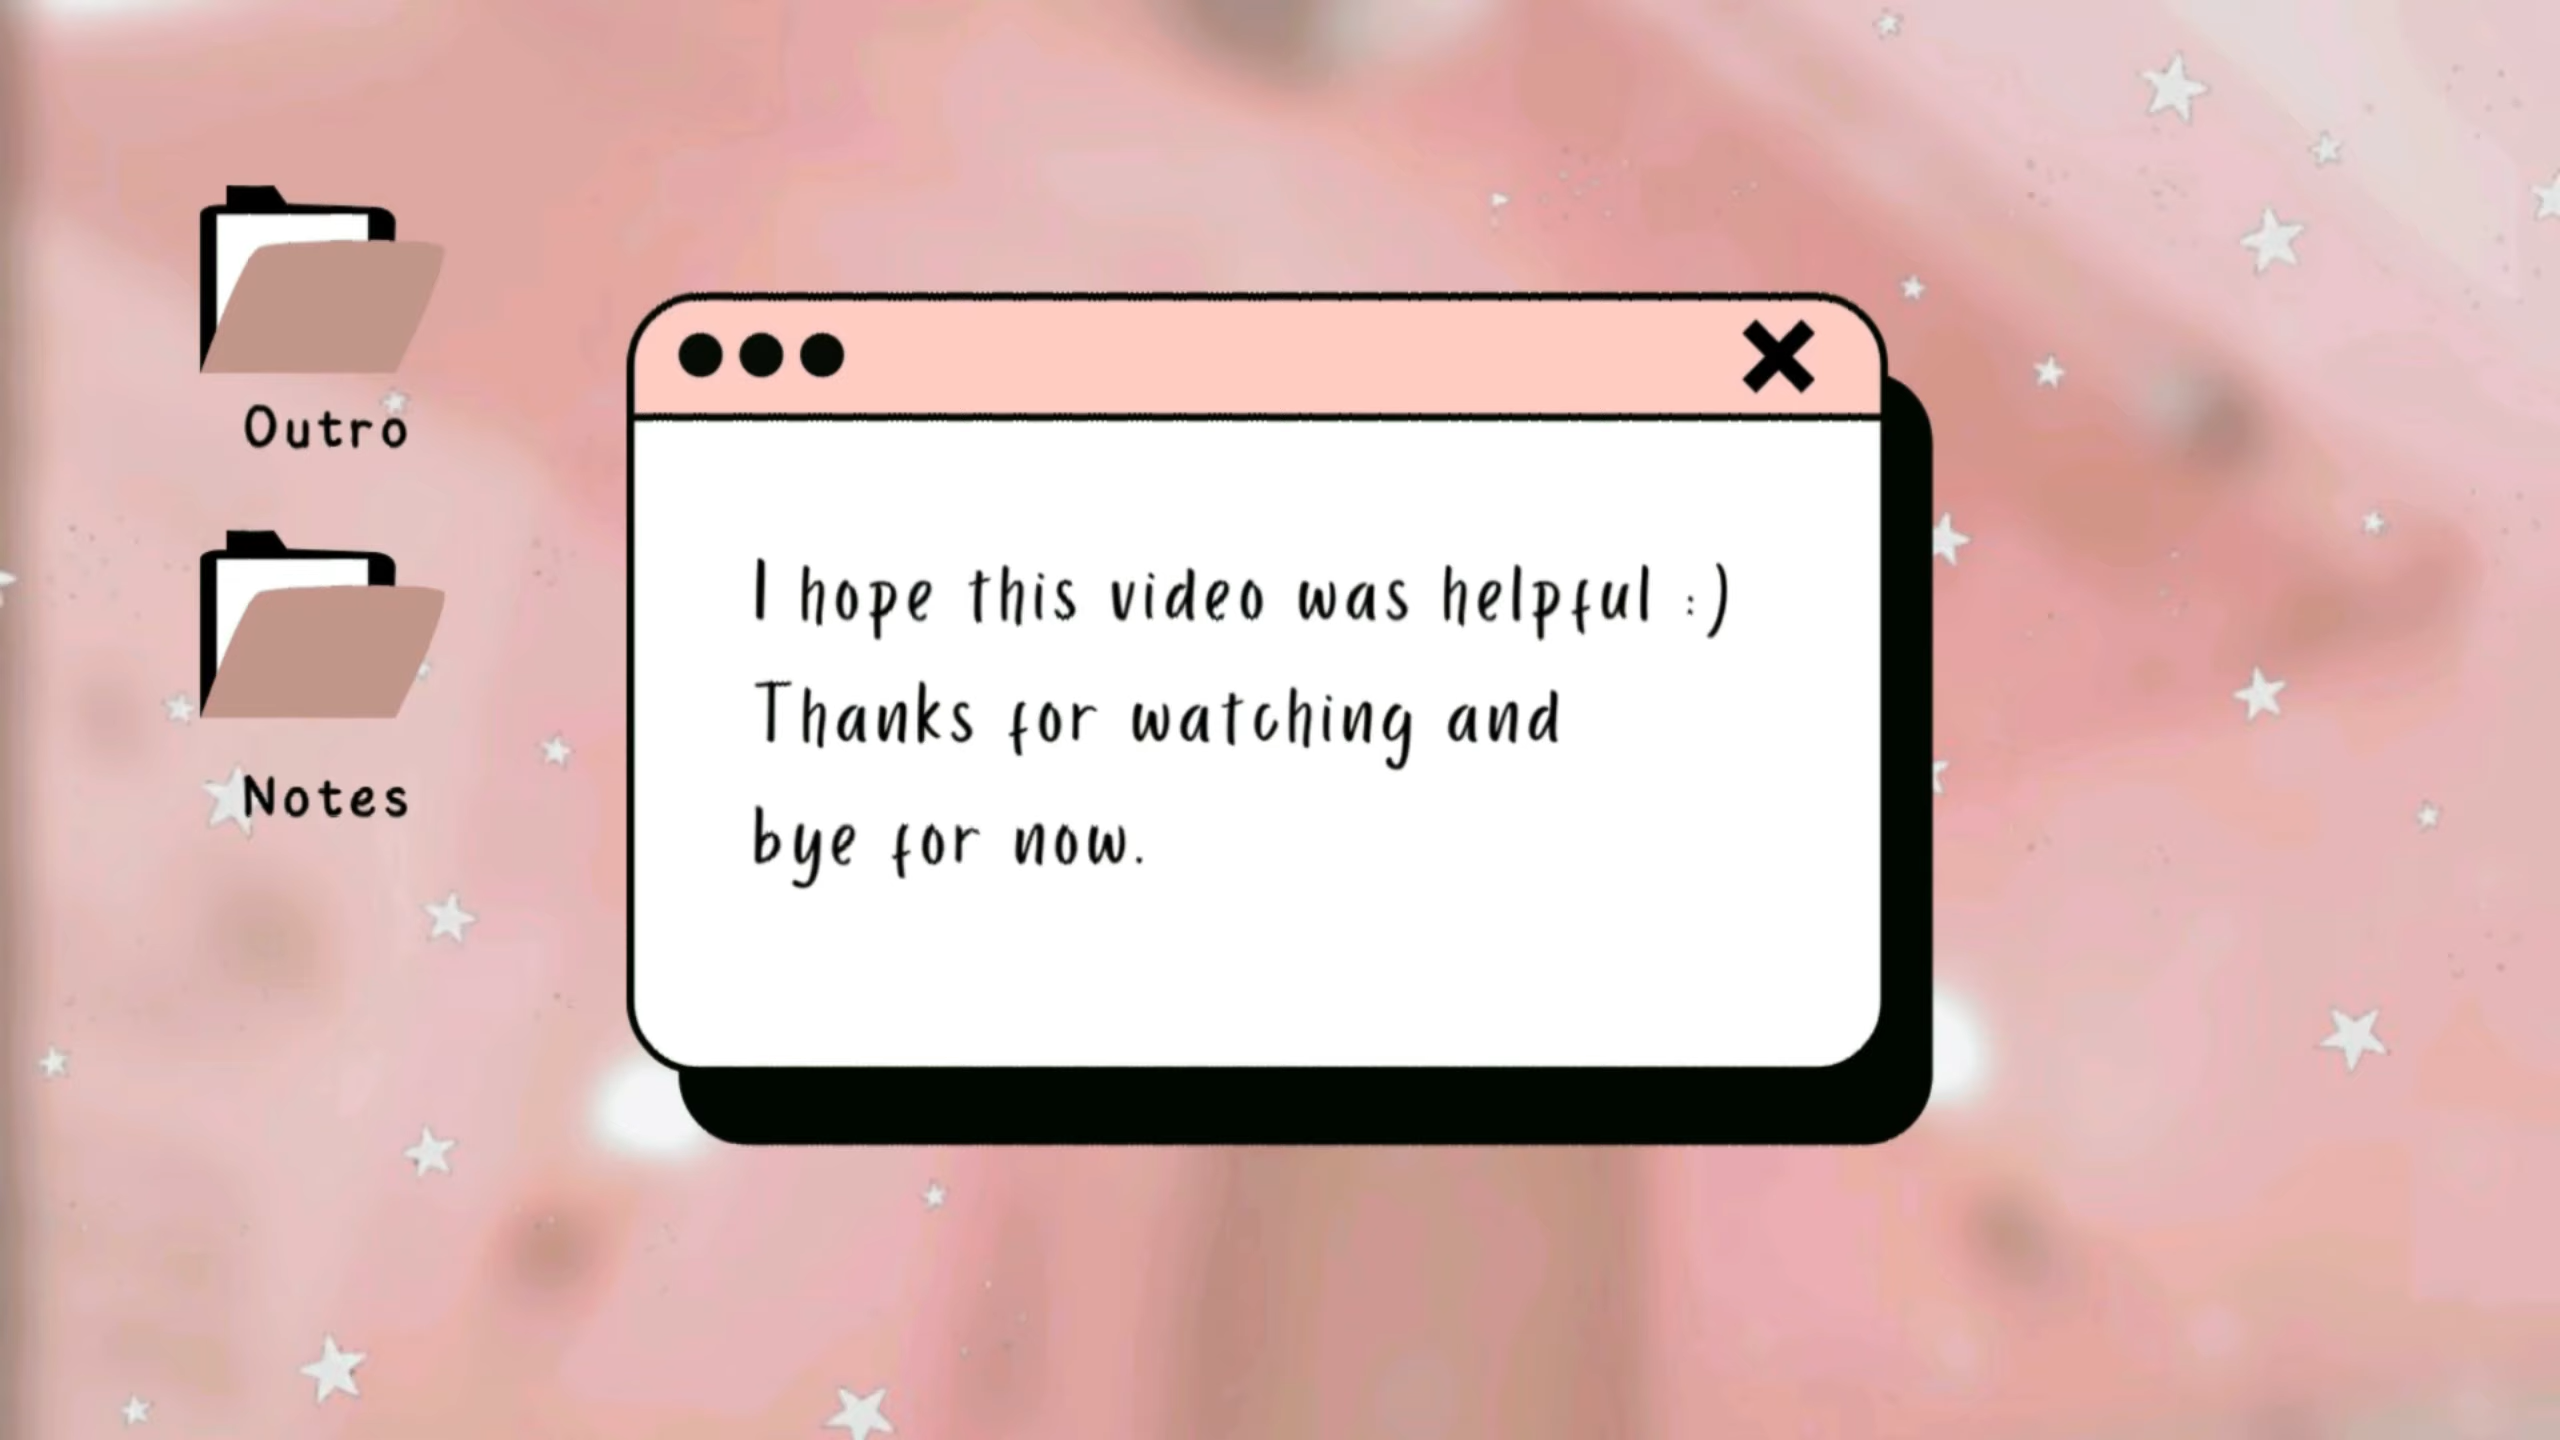 Outro
Notes
I hope this video was helpful :)
Thanks for watching and
bye for now.